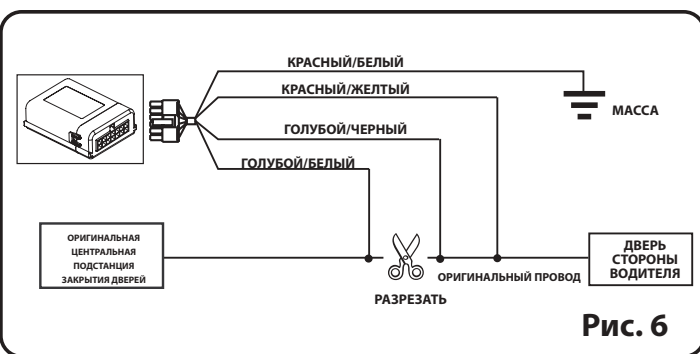 КРАСНЫЙ/БЕЛЫЙ
КРАСНЫЙ/ЖЕЛТЫЙ
МАССА
ГОЛУБОЙ/ЧЕРНЫЙ
ГОЛУБОЙ/БЕЛЫЙ
ОРИГИНАЛЬНАЯ
ЦЕНТРАЛЬНАЯ
ПОДСТАНЦИЯ
ЗАКРЫТИЯ ДВЕРЕЙ
РАЗРЕЗАТЬ
ОРИГИНАЛЬНЫЙ ПРОВОД
ДВЕРЬ
СТОРОНЫ
ВОДИТЕЛЯ
Рис. 6